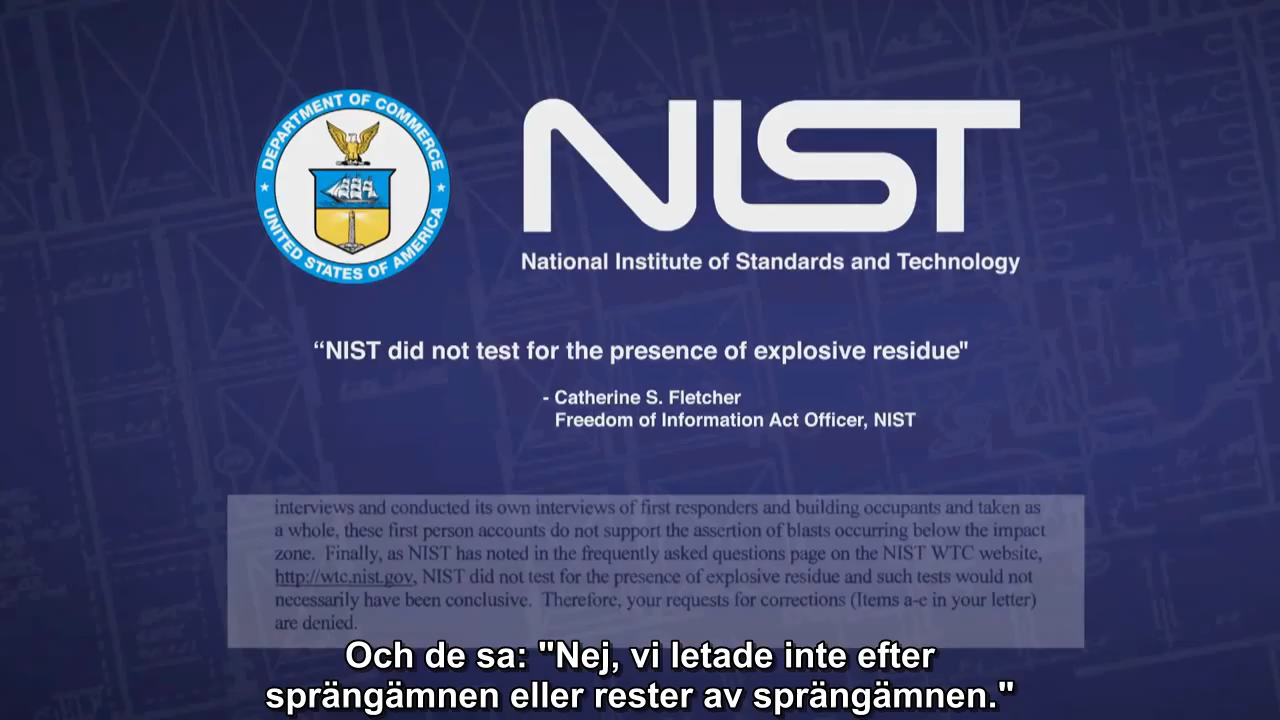 DEPARTMENT OF COMMERCE
UNITED STATES OF AMERICA
NIST
National Institute of Standards and Technology
“NIST did not test for the presence of explosive residue"
- Catherine S. Fletcher
Freedom of Information Act Officer, NIST
interviews and conducted its own interviews of first responders and building occupants and taken as
a whole, these first person accounts do not support the assertion of blasts occurring below the impact
zone. Finally, as NIST has noted in the frequently asked questions page on the NIST WTC website,
http://wtc.nist.gov, NIST did not test for the presence of explosive residue and such tests would not
necessarily have been conclusive. Therefore, your requests for corrections (Items a-e in your letter)
are denied.
Och de sa: "Nej, vi letade inte efter
sprängämnen eller rester av sprängämnen."